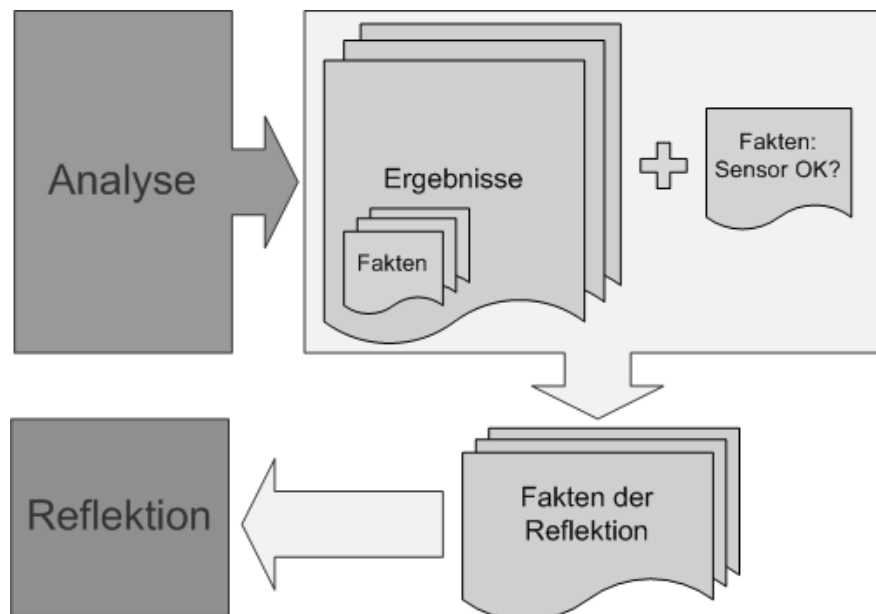 Analyse
Ergebnisse
Fakten
Fakten:
Sensor OK?
Fakten der
Reflektion
Reflektion